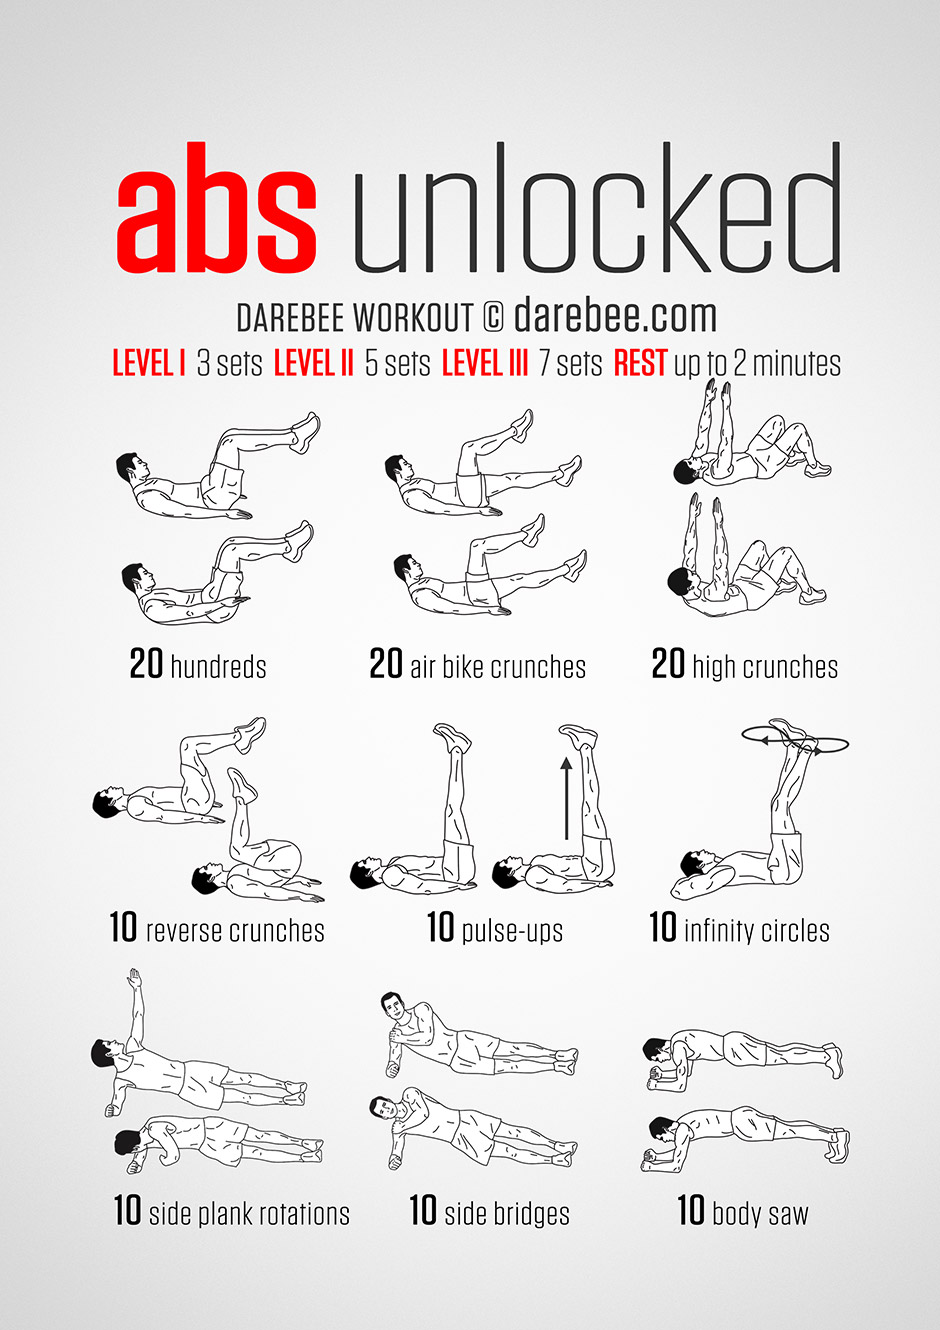 abs unlocked
DAREBEE WORKOUT © darebee.com
LEVEL I 3 sets LEVEL II 5 sets LEVEL III 7 sets REST up to 2 minutes
20 hundreds
20 air bike crunches
20 high crunches
10 reverse crunches
10 pulse-ups
10 infinity circles
10 side plank rotations
10 side bridges
10 body saw